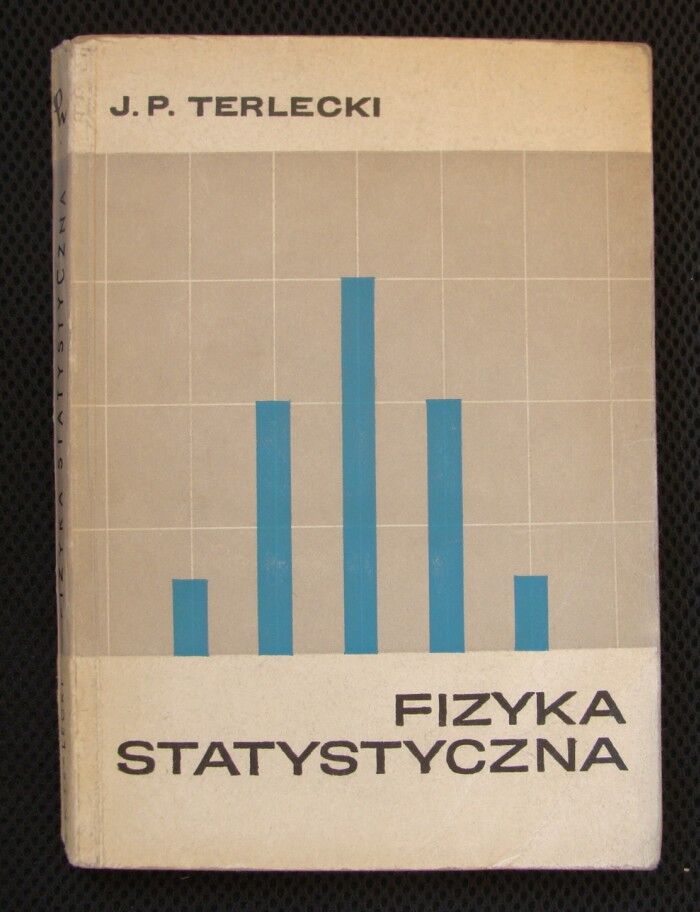 J. P. TERLECKI
FIZYKA
STATYSTYCZNA
FIZYKA STATYSTYCZNA